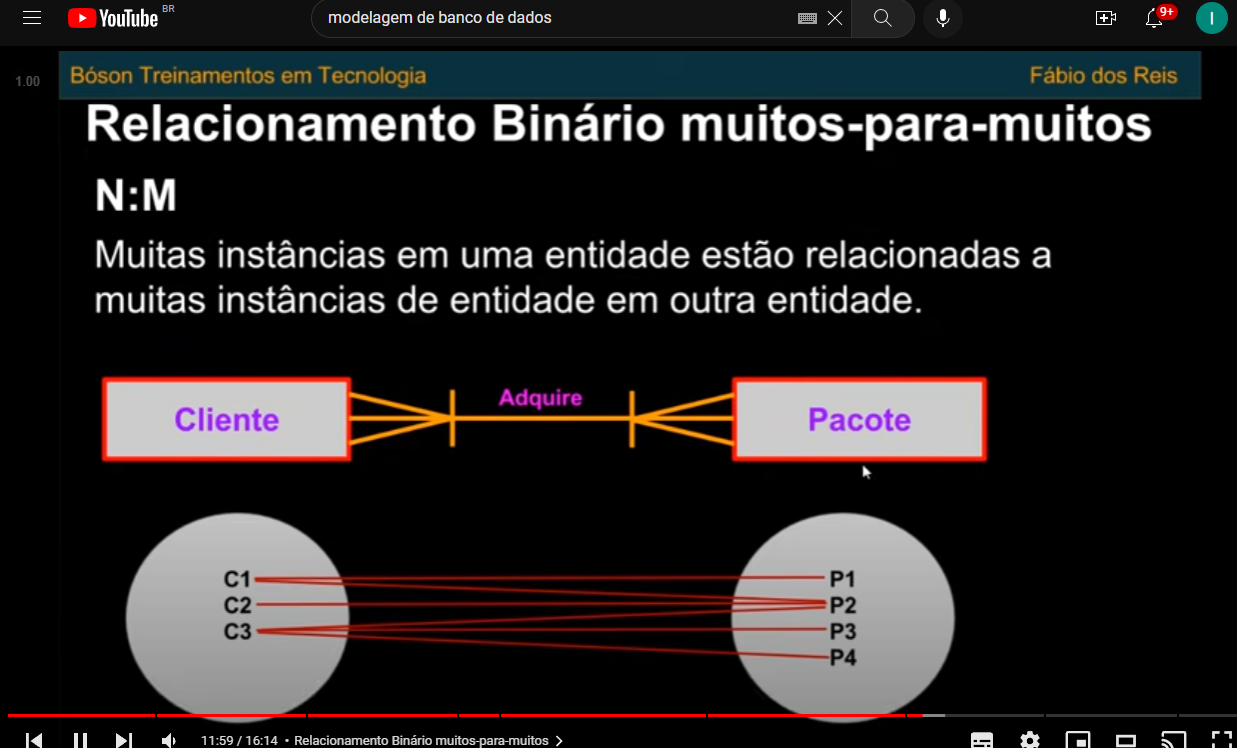 YouTube BR
modelagem de banco de dados
9+
I
1.00
Bóson Treinamentos em Tecnologia
Fábio dos Reis
Relacionamento Binário muitos-para-muitos
N:M
Muitas instâncias em uma entidade estão relacionadas a
muitas instâncias de entidade em outra entidade.
Cliente
Adquire
Pacote
C1
C2
C3
P1
P2
P3
P4
11:59 / 16:14 • Relacionamento Binário muitos-para-muitos